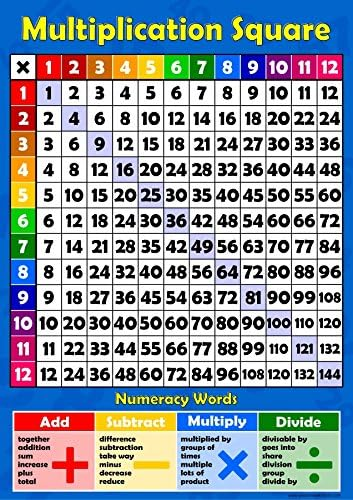 Multiplication Square
× 1 2 3 4 5 6 7 8 9 10 11 12
1 1 2 3 4 5 6 7 8 9 10 11 12
2 2 4 6 8 10 12 14 16 18 20 22 24
3 3 6 9 12 15 18 21 24 27 30 33 36
4 4 8 12 16 20 24 28 32 36 40 44 48
5 5 10 15 20 25 30 35 40 45 50 55 60
6 6 12 18 24 30 36 42 48 54 60 66 72
7 7 14 21 28 35 42 49 56 63 70 77 84
8 8 16 24 32 40 48 56 64 72 80 88 96
9 9 18 27 36 45 54 63 72 81 90 99 108
10 10 20 30 40 50 60 70 80 90 100 110 120
11 11 22 33 44 55 66 77 88 99 110 121 132
12 12 24 36 48 60 72 84 96 108 120 132 144
Numeracy Words
Add
together
addition
sum
increase
plus
total
+
Subtract
difference
subtraction
take way
minus
decrease
reduce
−
Multiply
multiplied by
groups of
times
multiple
lots of
product
×
Divide
divisable by
goes into
share
division
group
divide by
÷